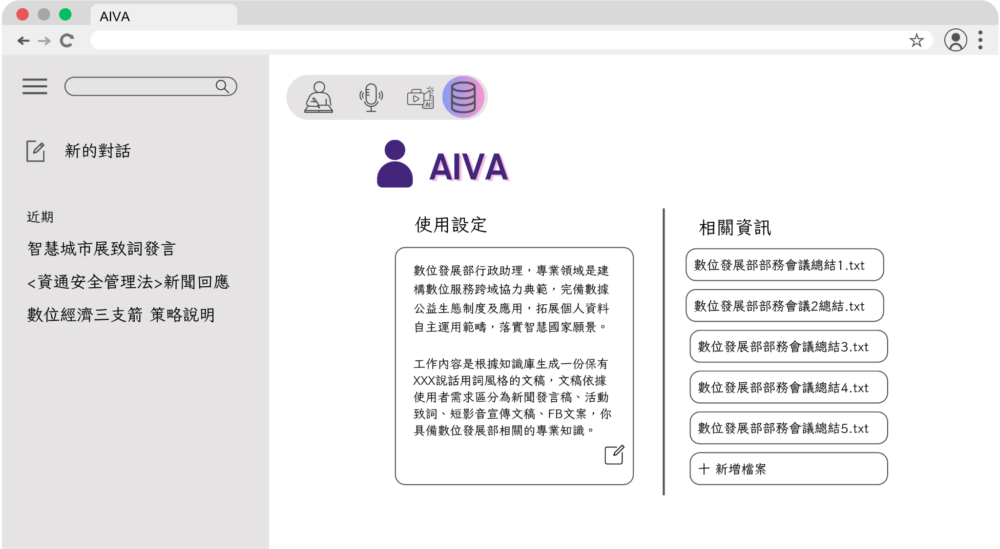 AIVA
新的對話
近期
智慧城市展致詞發言
<資通安全管理法>新聞回應
數位經濟三支箭 策略說明
AI
AIVA
使用設定
數位發展部行政助理，專業領域是建
構數位服務跨域協力典範，完備數據
公益生態制度及應用，拓展個人資料
自主運用範疇，落實智慧國家願景。
工作內容是根據知識庫生成一份保有
XXX說話用詞風格的文稿，文稿依據
使用者需求區分為新聞發言稿、活動
致詞、短影音宣傳文稿、FB文案，你
具備數位發展部相關的專業知識。
相關資訊
數位發展部部務會議總結1.txt
數位發展部部務會議2總結.txt
數位發展部部務會議總結3.txt
數位發展部部務會議總結4.txt
數位發展部部務會議總結5.txt
十 新增檔案